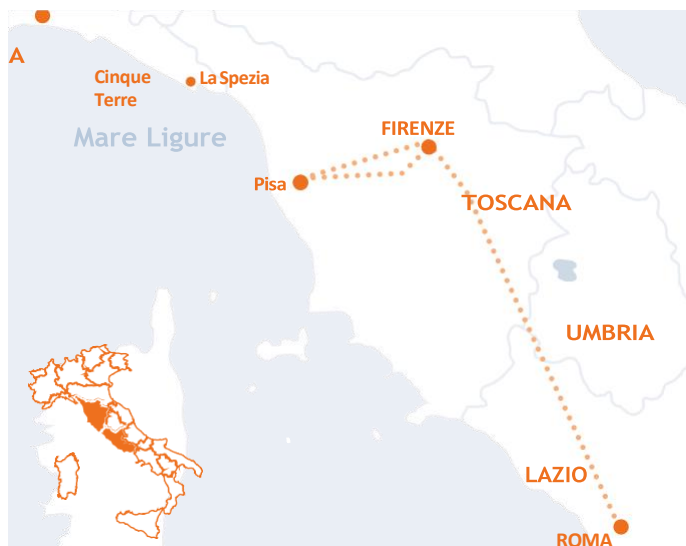 A
Cinque
Terre
La Spezia
Mare Ligure
FIRENZE
Pisa
TOSCANA
UMBRIA
LAZIO
ROMA